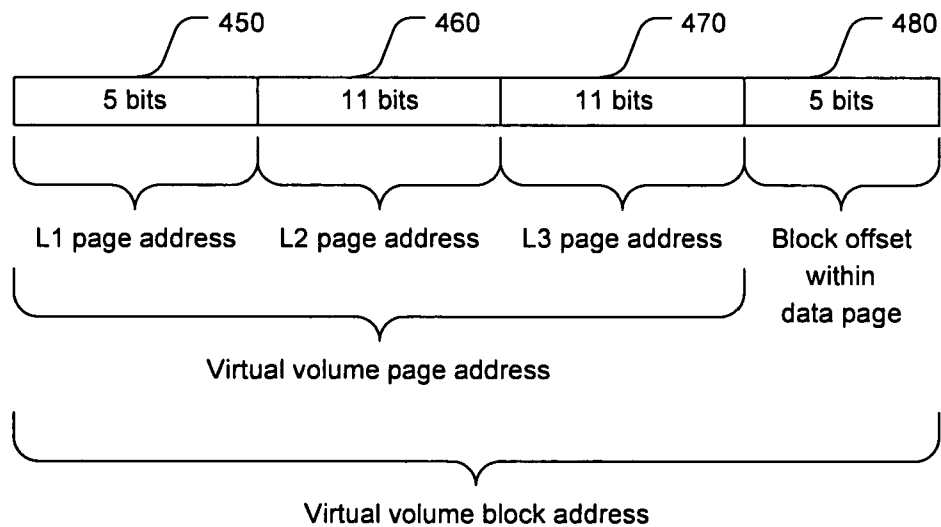 450 460 470 480
5 bits 11 bits 11 bits 5 bits
L1 page address L2 page address L3 page address Block offset
within
data page
Virtual volume page address
Virtual volume block address